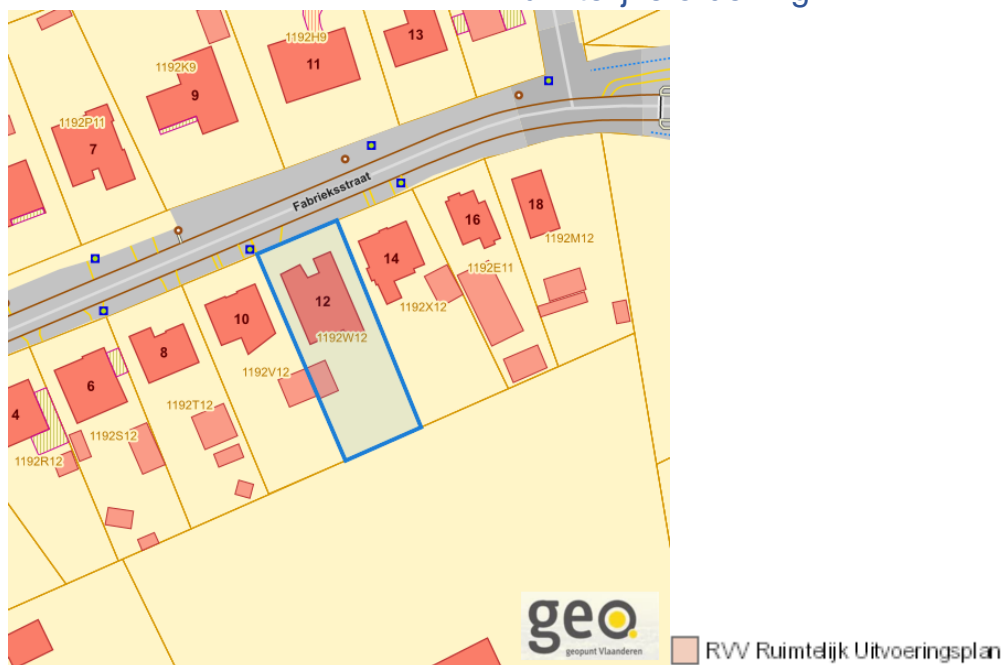 1192H9
13
11
1192K9
9
1192P11
7
Fabrieksstraat
18
16
14
1192M12
1192E11
12
10
1192X12
1192W12
8
1192V12
6
1192T12
4
1192S12
1192R12
geo.
geopunt Vlaanderen
RVV Ruimtelijk Uitvoeringsplan